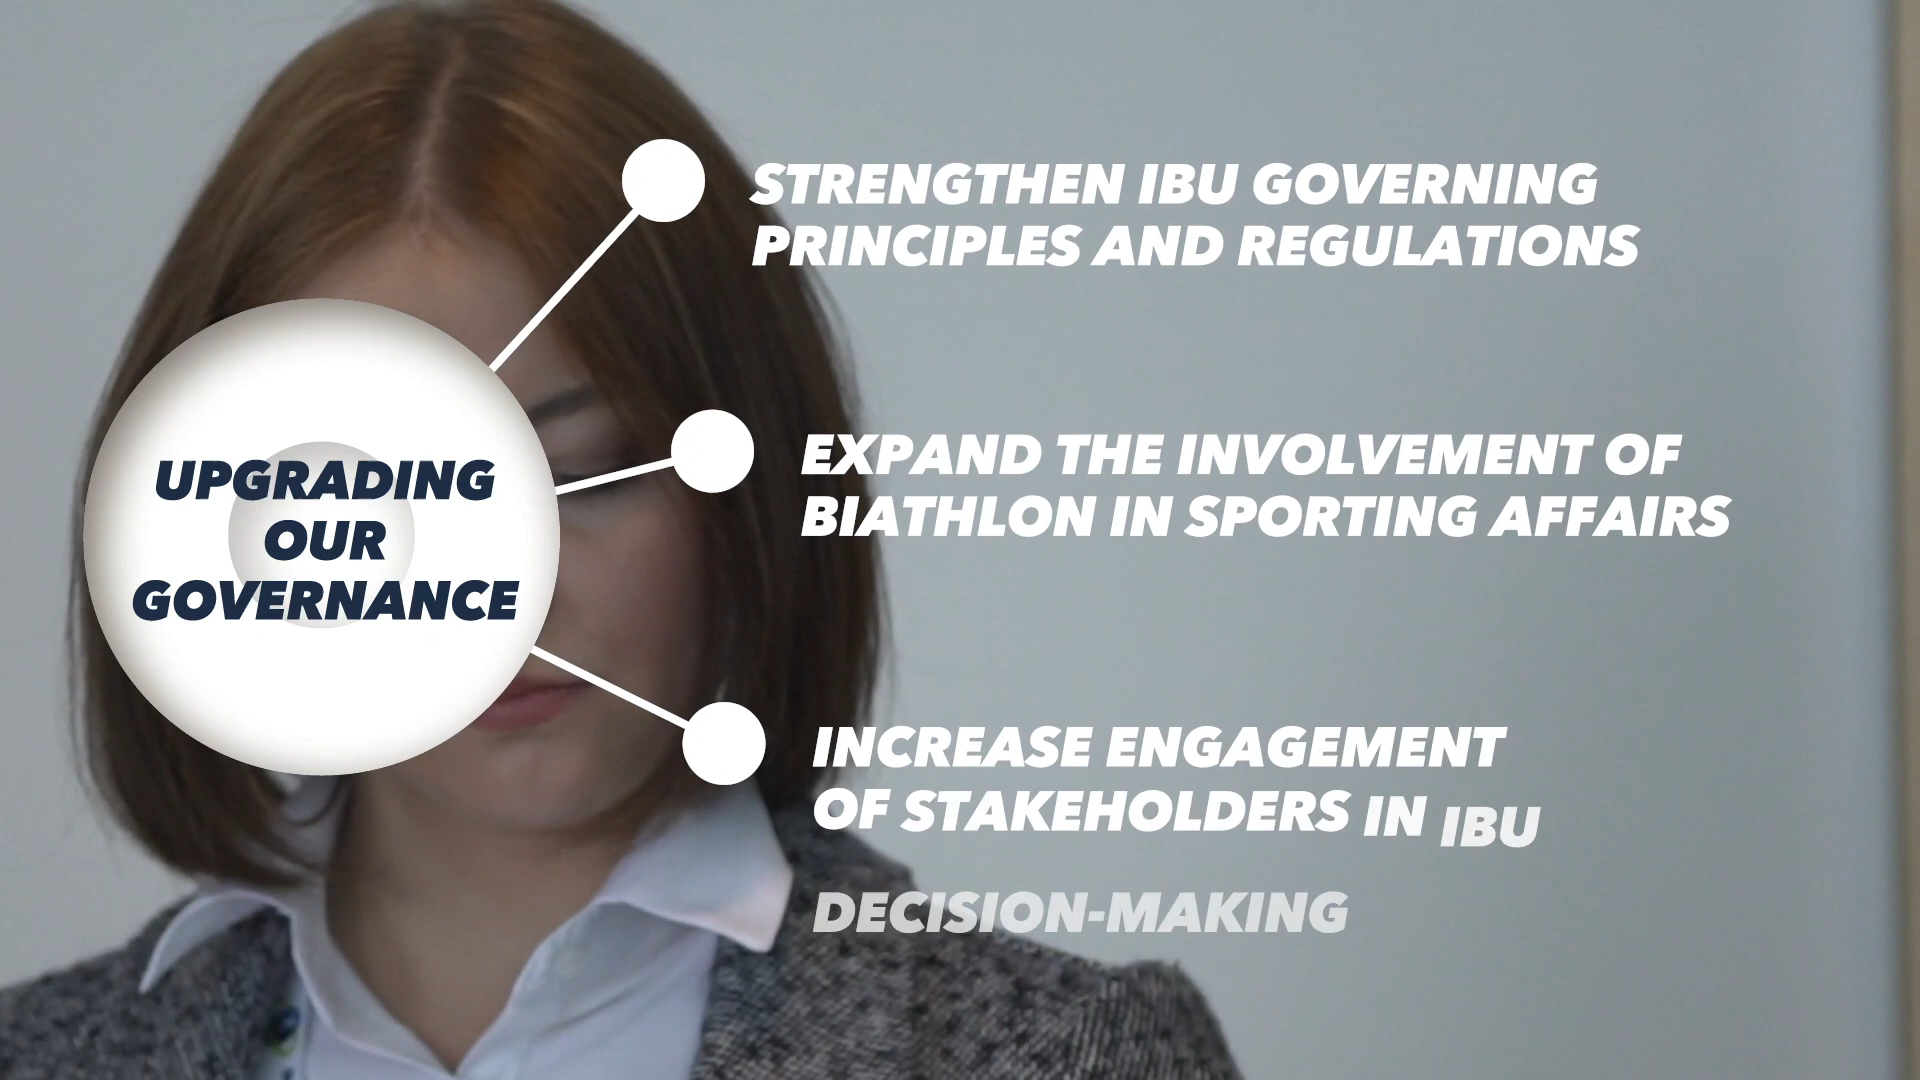 UPGRADING
OUR
GOVERNANCE
STRENGTHEN IBU GOVERNING
PRINCIPLES AND REGULATIONS
EXPAND THE INVOLVEMENT OF
BIATHLON IN SPORTING AFFAIRS
INCREASE ENGAGEMENT
OF STAKEHOLDERS IN IBU
DECISION-MAKING